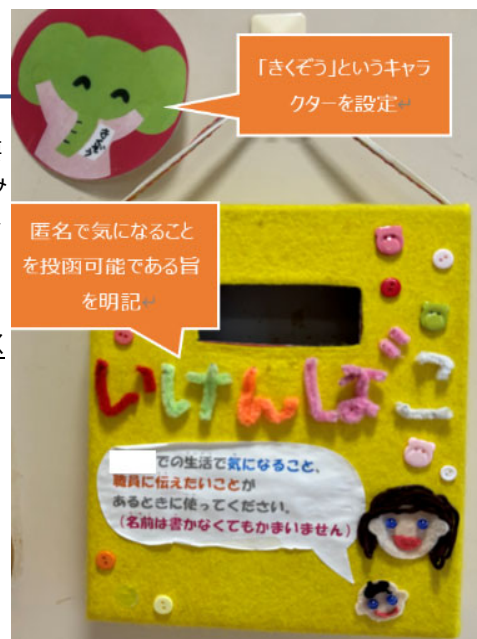 「きくぞう」というキャラ
クターを設定
匿名で気になること
を投函可能である旨
を明記
いけんばこ
での生活で気になること、
職員に伝えたいことが
あるときに使ってください。
(名前は書かなくてもかまいません)